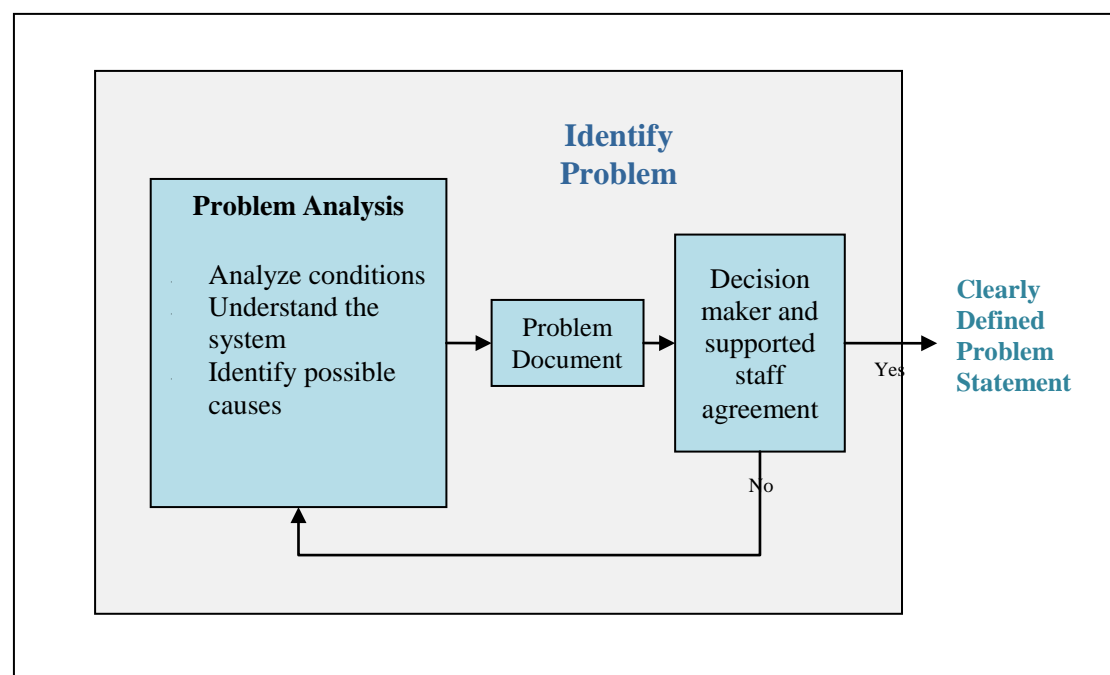 Identify
Problem
Problem Analysis
Analyze conditions
Understand the
system
Identify possible
causes
Problem
Document
Decision
maker and
supported
staff
agreement
Yes
No
Clearly
Defined
Problem
Statement